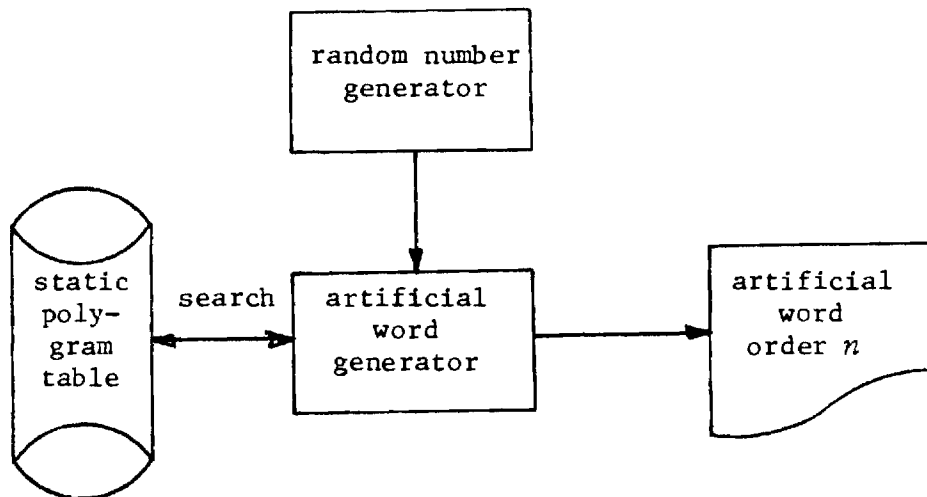 random number
generator
static
poly-
gram
table
search
artificial
word
generator
artificial
word
order n